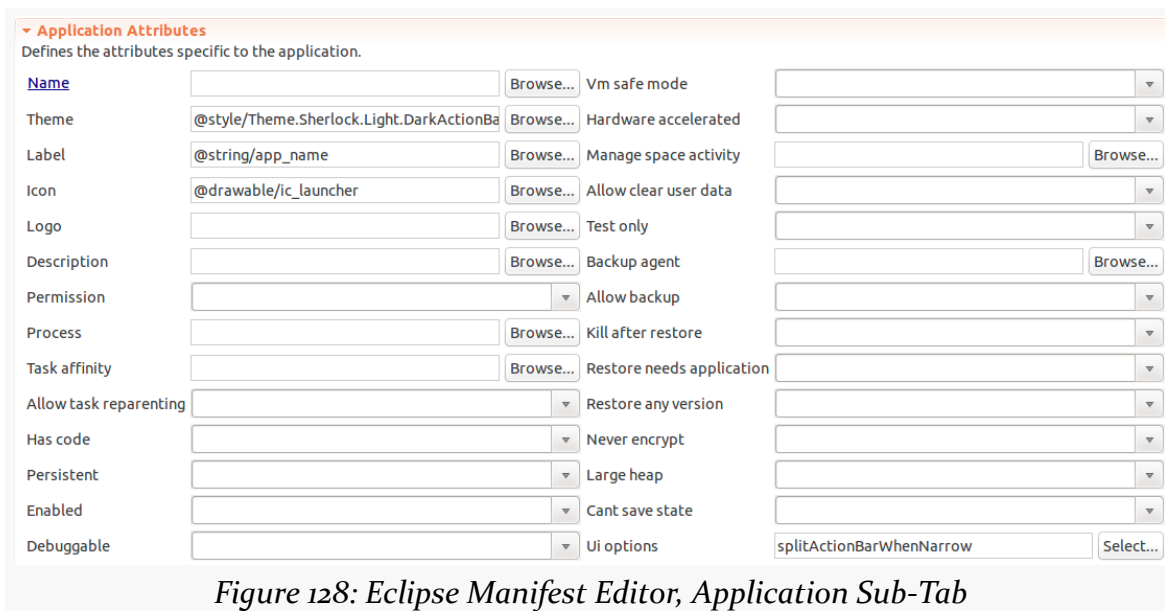 Application Attributes
Defines the attributes specific to the application.
Name Browse... Vm safe mode
Theme @style/Theme.Sherlock.Light.DarkActionBa Browse... Hardware accelerated
Label @string/app_name Browse... Manage space activity Browse...
Icon @drawable/ic_launcher Browse... Allow clear user data
Logo Browse... Test only
Description Browse... Backup agent Browse...
Permission Allow backup
Process Browse... Kill after restore
Task affinity Browse... Restore needs application
Allow task reparenting Restore any version
Has code Never encrypt
Persistent Large heap
Enabled Cant save state
Debuggable Ui options splitActionBarWhenNarrow Select...
Figure 128: Eclipse Manifest Editor, Application Sub-Tab